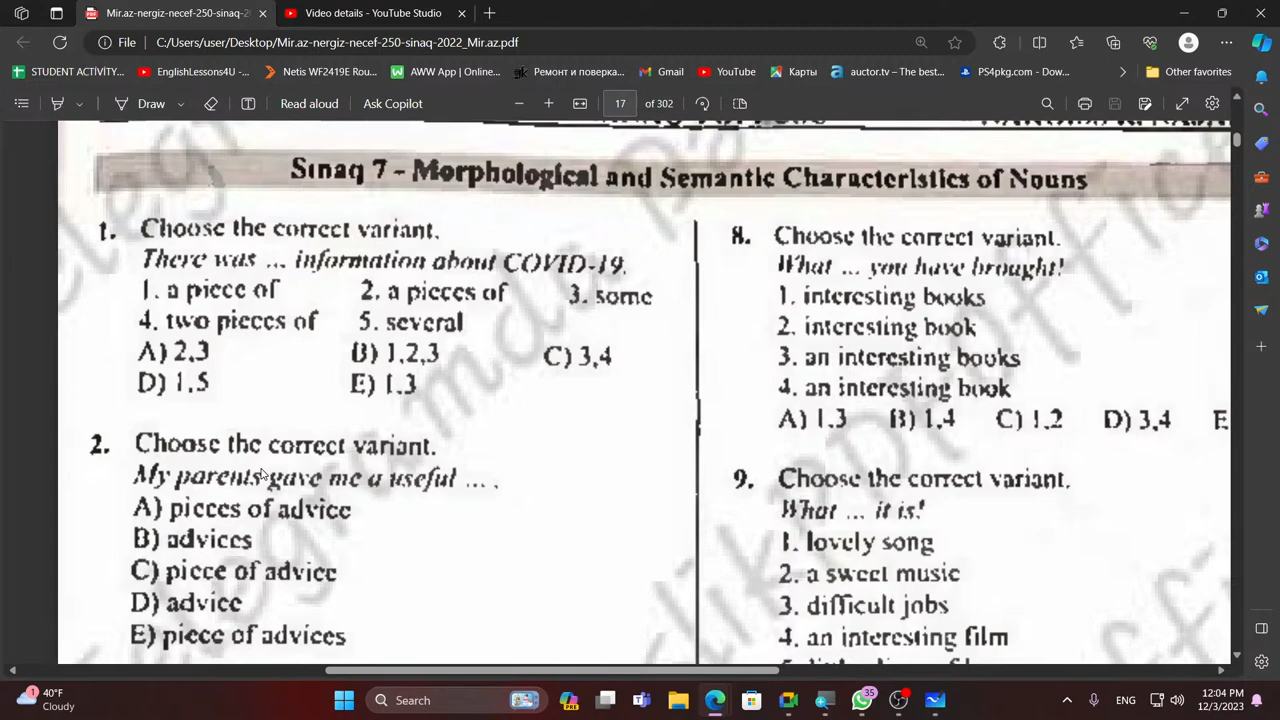 Mir.az-nergiz-necef-250-sinaq-2
Video details - YouTube Studio
File
C:/Users/user/Desktop/Mir.az-nergiz-necef-250-sinaq-2022_Mir.az.pdf
STUDENT ACTİVİTY
EnglishLessons4U -...
Netis WF2419E Rou...
AWW App | Online...
Ремонт и поверка...
Gmail
YouTube
Карты
auctor.tv – The best...
PS4pkg.com - Dow...
Other favorites
Draw
Read aloud
Ask Copilot
17
of 302
Sınaq 7 - Morphological and Semantic Characteristics of Nouns
1. Choose the correct variant.
There was ... information about COVID-19.
1. a piece of 2. a pieces of 3. some
4. two pieces of 5. several
A) 2,3 B) 1,2,3 C) 3,4
D) 1,5 E) 1,3
2. Choose the correct variant.
My parents gave me a useful ... .
A) pieces of advice
B) advices
C) piece of advice
D) advice
E) piece of advices
8. Choose the correct variant.
What ... you have brought!
1. interesting books
2. interesting book
3. an interesting books
4. an interesting book
A) 1,3 B) 1,4 C) 1,2 D) 3,4 E
9. Choose the correct variant.
What ... it is!
1. lovely song
2. a sweet music
3. difficult jobs
4. an interesting film
1
40°F
Cloudy
Search
PRE
35
ENG
12:04 PM
12/3/2023